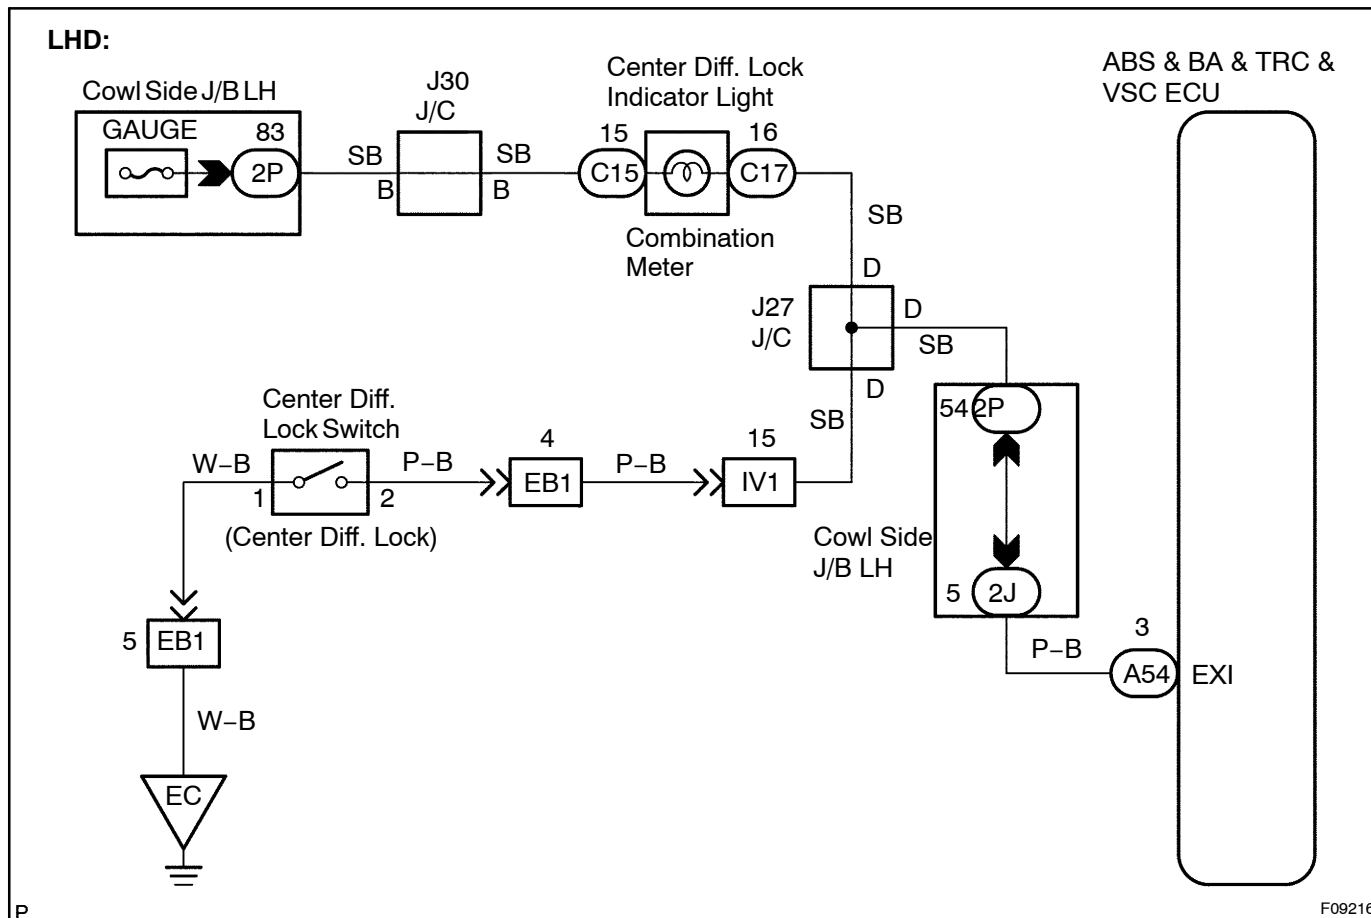 LHD:
ABS & BA & TRC &
VSC ECU
Cowl Side J/B LH
J30
J/C
Center Diff. Lock
Indicator Light
GAUGE
83
2P
SB
B
SB
B
15
C15
16
C17
Combination
Meter
SB
D
J27
J/C
D
SB
D
SB
54 2P
Center Diff.
Lock Switch
W-B
1
2
P-B
4
EB1
P-B
15
IV1
(Center Diff. Lock)
Cowl Side
J/B LH
5
2J
P-B
3
A54
EXI
5
EB1
W-B
EC
P
F09216